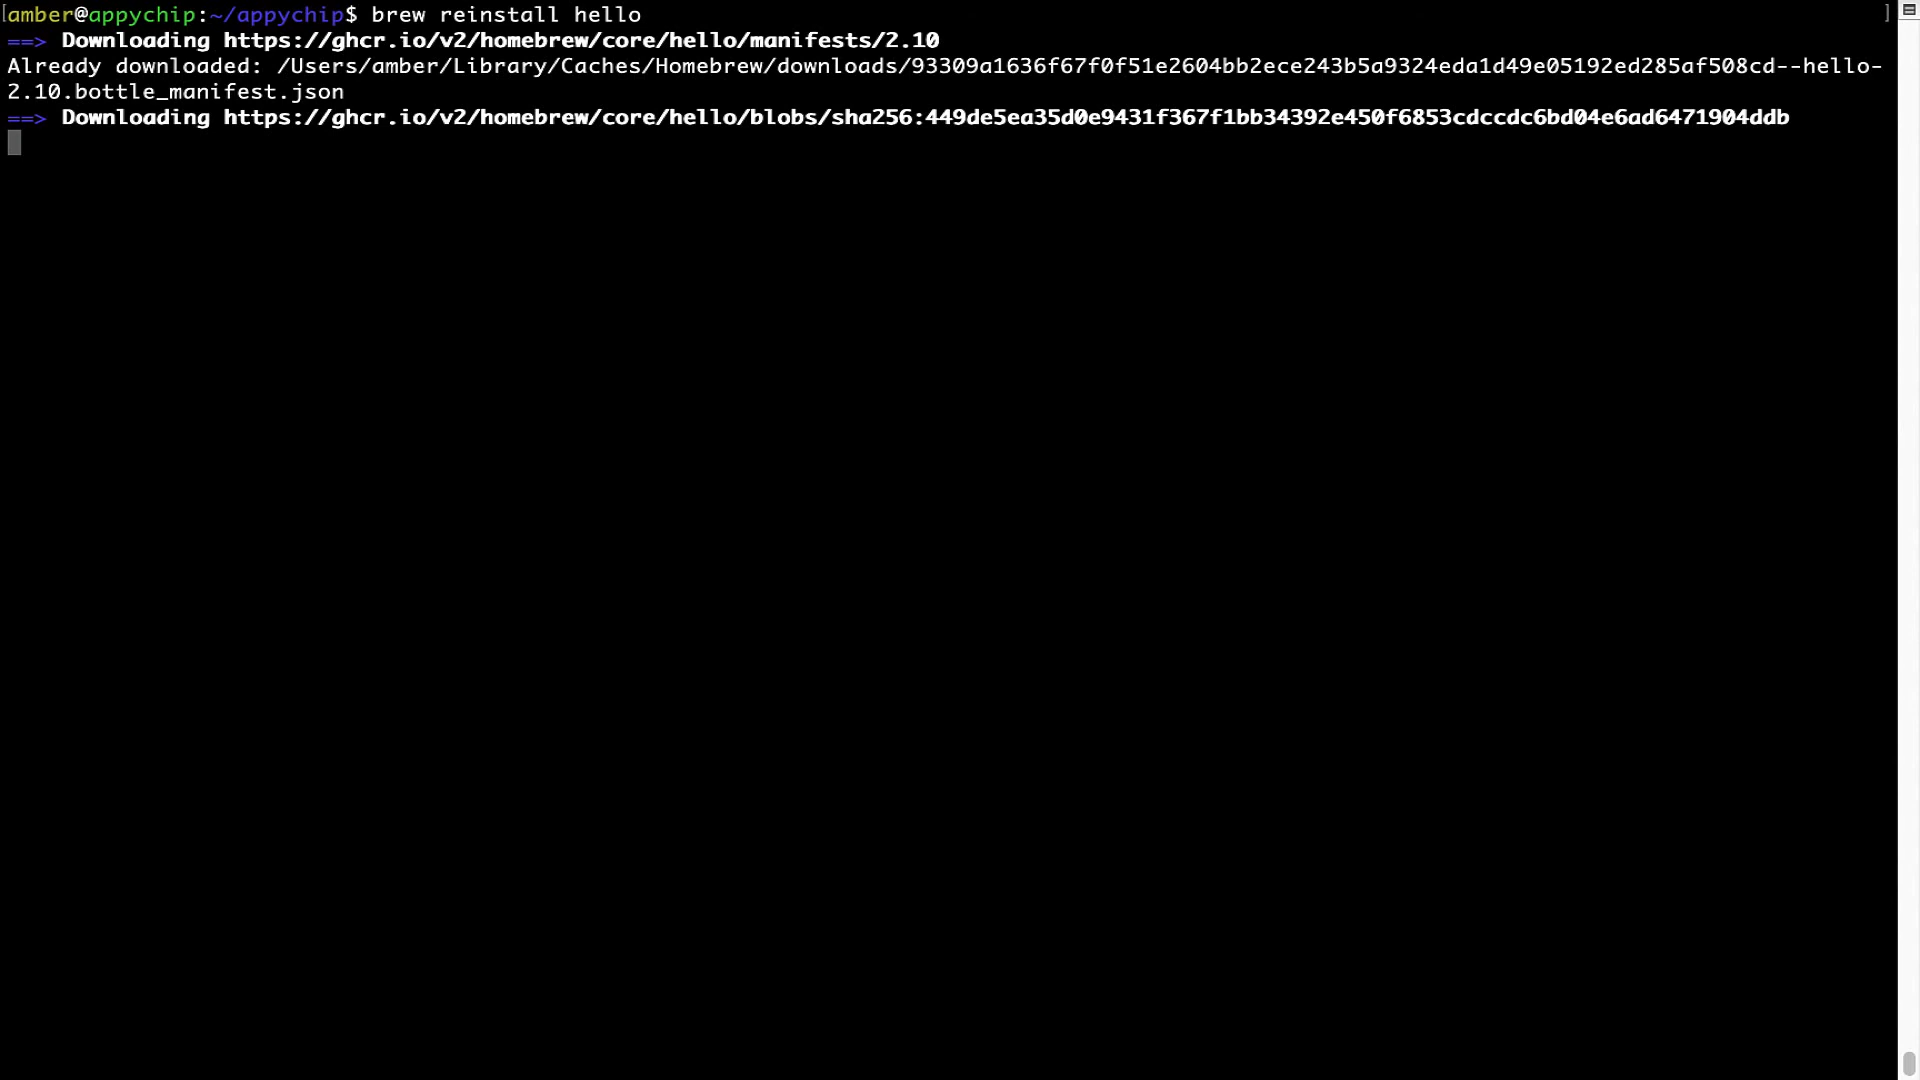 [amber@appychip:~/appychip$ brew reinstall hello ]
==> Downloading https://ghcr.io/v2/homebrew/core/hello/manifests/2.10
Already downloaded: /Users/amber/Library/Caches/Homebrew/downloads/93309a1636f67f0f51e2604bb2ece243b5a9324eda1d49e05192ed285af508cd--hello-
2.10.bottle_manifest.json
==> Downloading https://ghcr.io/v2/homebrew/core/hello/blobs/sha256:449de5ea35d0e9431f367f1bb34392e450f6853cdccdc6bd04e6ad6471904ddb